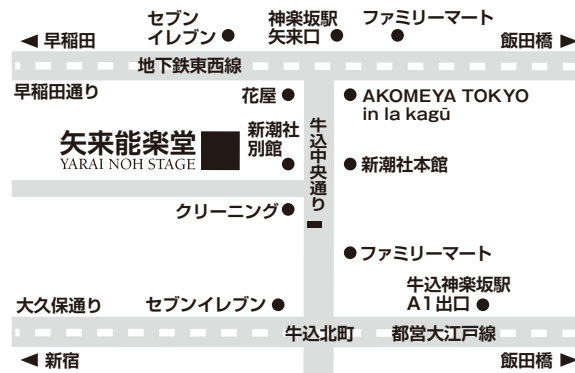 セブン
イレブン
神楽坂駅
矢来口
ファミリーマート
◀ 早稲田
飯田橋 ▶
地下鉄東西線
早稲田通り
花屋
AKOMEYA TOKYO
in la kagū
矢来能楽堂
YARAI NOH STAGE
新潮社
別館
牛込中央通り
新潮社本館
クリーニング
ファミリーマート
牛込神楽坂駅
A1出口
大久保通り
セブンイレブン
牛込北町
都営大江戸線
◀ 新宿
飯田橋 ▶